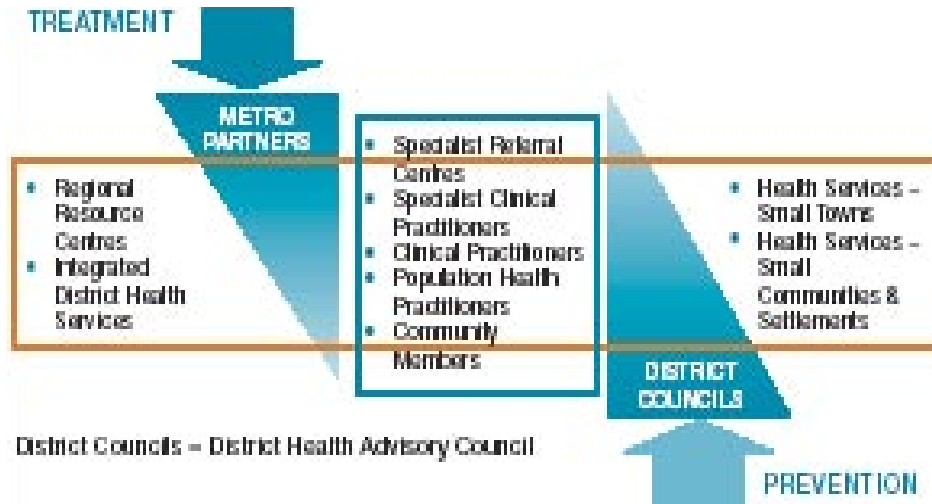 TREATMENT
METRO
PARTNERS
• Regional
Resource
Centres
• Integrated
District Health
Services
• Specialist Referral
Centres
• Specialist Clinical
Practitioners
• Clinical Practitioners
• Population Health
Practitioners
• Community
Members
• Health Services –
Small Towns
• Health Services –
Small
Communities &
Settlements
DISTRICT
COUNCILS
District Councils – District Health Advisory Council
PREVENTION